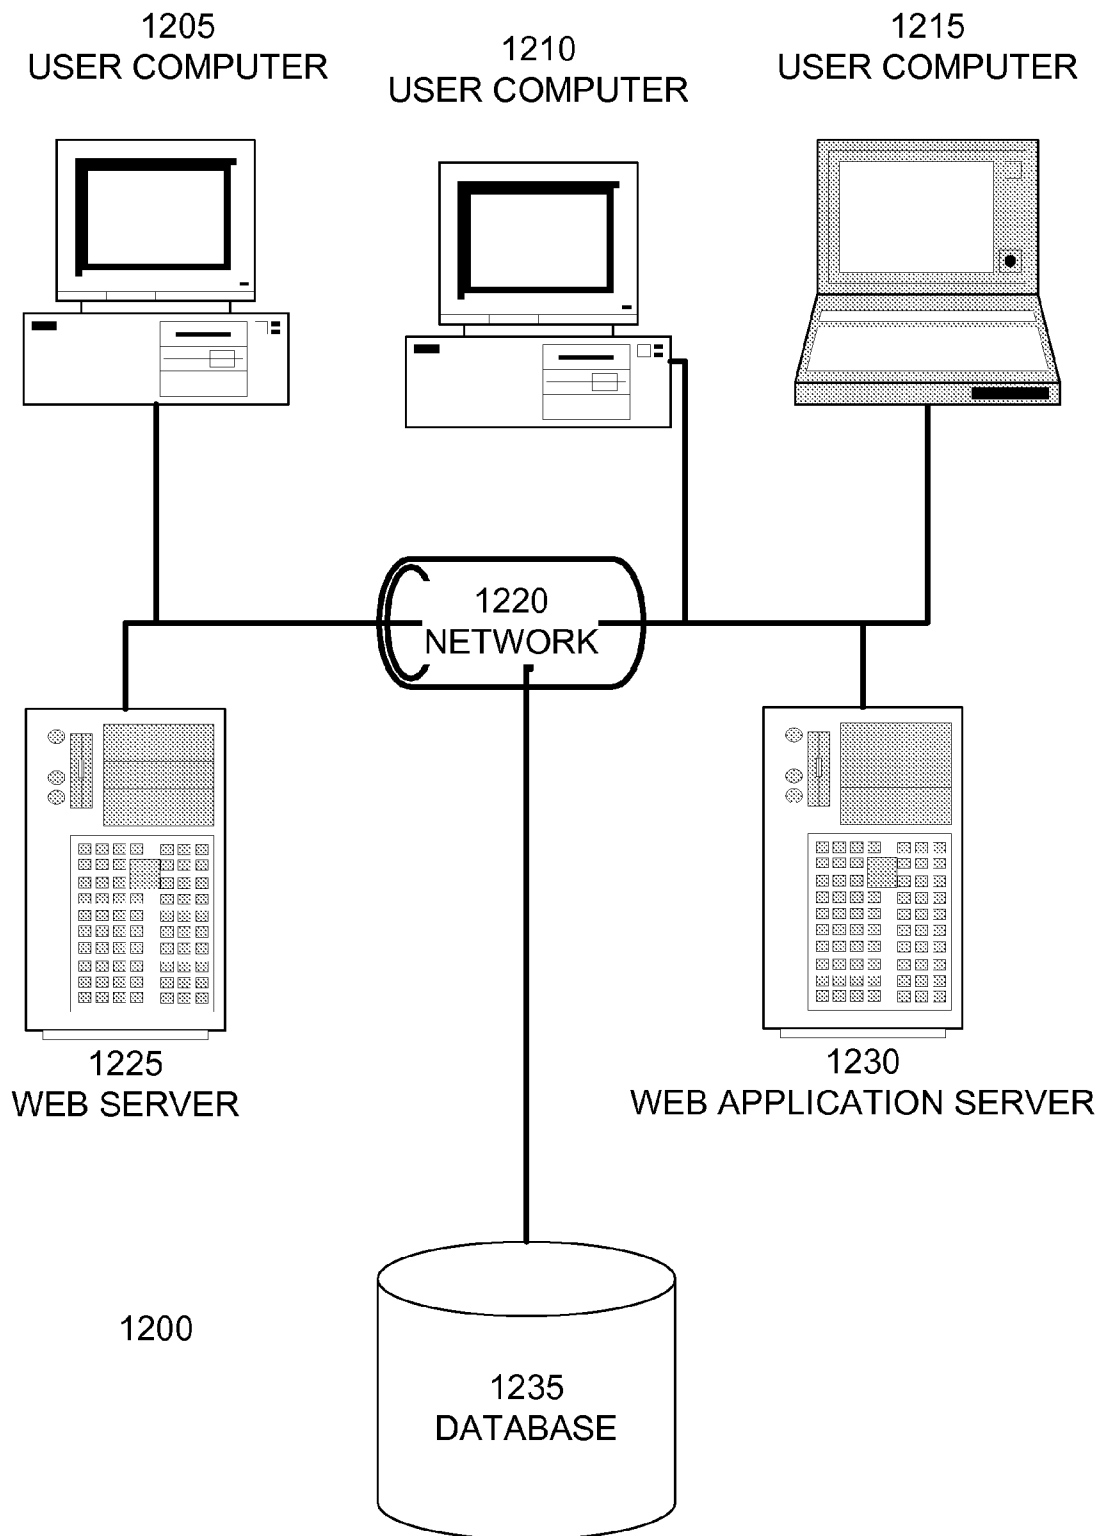 1205
USER COMPUTER
1210
USER COMPUTER
1215
USER COMPUTER
1220
NETWORK
1225
WEB SERVER
1230
WEB APPLICATION SERVER
1200
1235
DATABASE